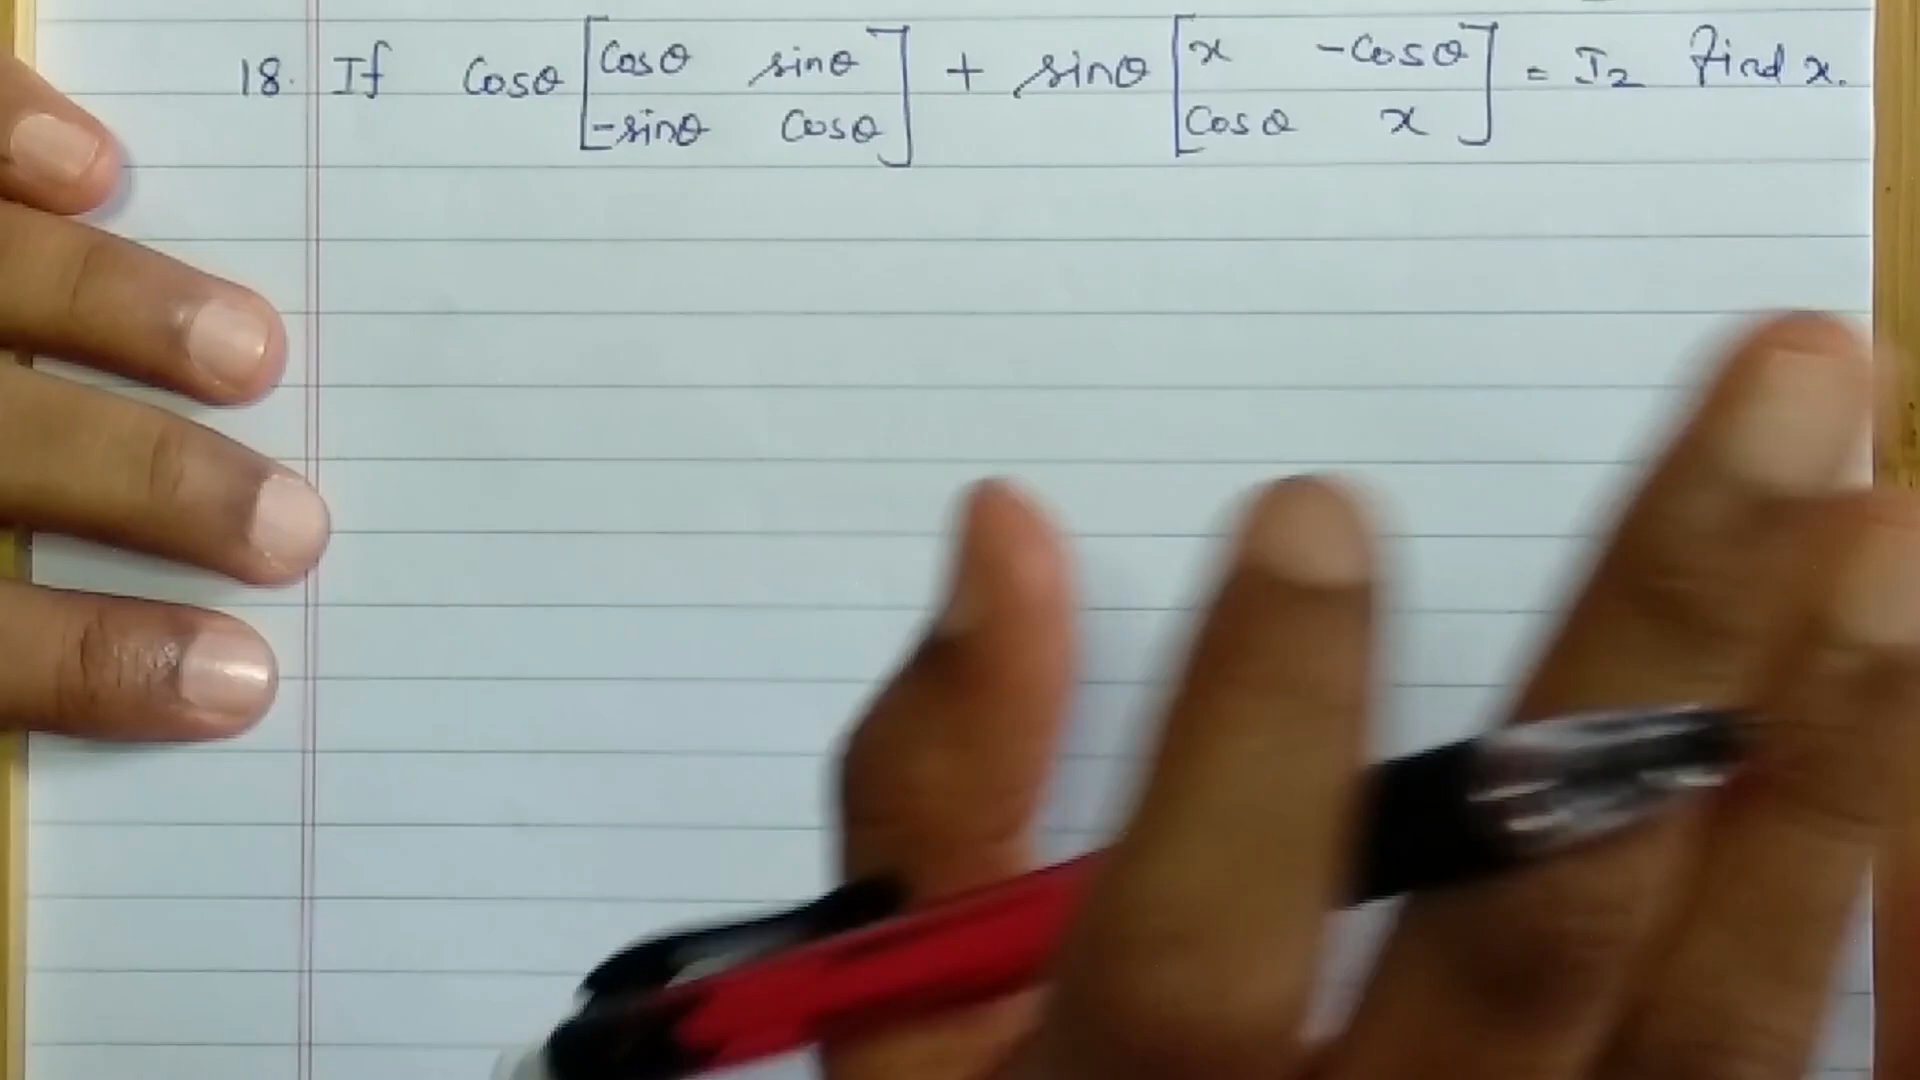 18. If Cosθ [cosθ sinθ -sinθ cosθ] + sinθ [x -cosθ cosθ x] = I₂ find x.